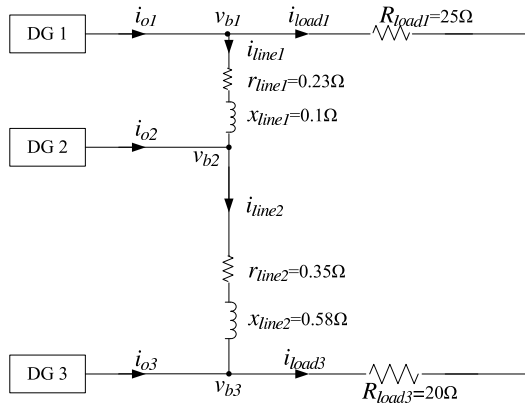 DG 1
i_o1
v_b1
i_load1
R_load1=25Ω
i_line1
r_line1=0.23Ω
x_line1=0.1Ω
DG 2
i_o2
v_b2
i_line2
r_line2=0.35Ω
x_line2=0.58Ω
DG 3
i_o3
v_b3
i_load3
R_load3=20Ω